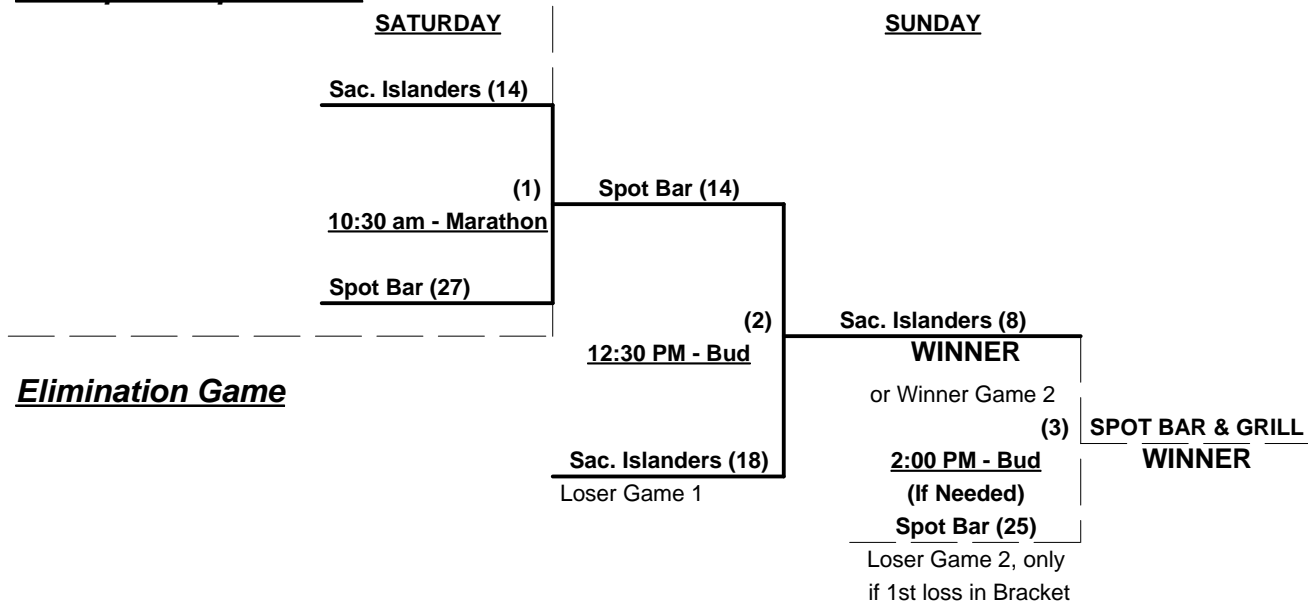 SATURDAY SUNDAY
Sac. Islanders (14)
(1) Spot Bar (14)
10:30 am - Marathon
Spot Bar (27)
(2) Sac. Islanders (8)
12:30 PM - Bud WINNER
Elimination Game
or Winner Game 2
(3) SPOT BAR & GRILL
Sac. Islanders (18) 2:00 PM - Bud WINNER
Loser Game 1 (If Needed)
Spot Bar (25)
Loser Game 2, only
if 1st loss in Bracket